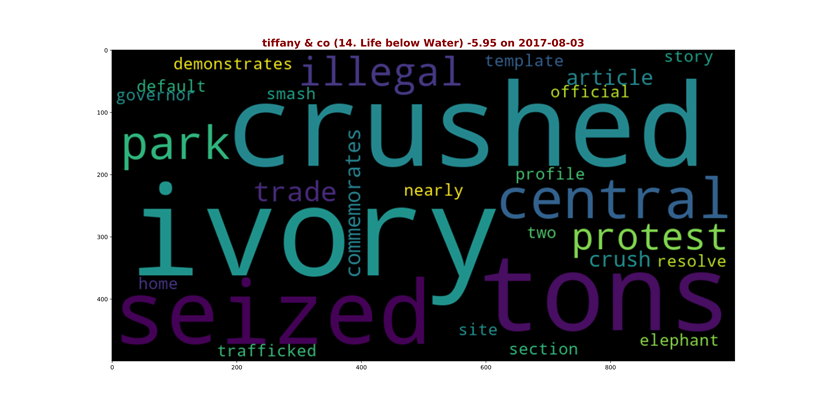 tiffany & co (14. Life below Water) -5.95 on 2017-08-03
0
100
200
300
400
0
200
400
600
800
demonstrates
illegal
template
story
default
governor
smash
article
official
park
crushed
commemorates
profile
trade
nearly
central
ivory
two
protest
crush
resolve
home
seized
tons
site
trafficked
section
elephant